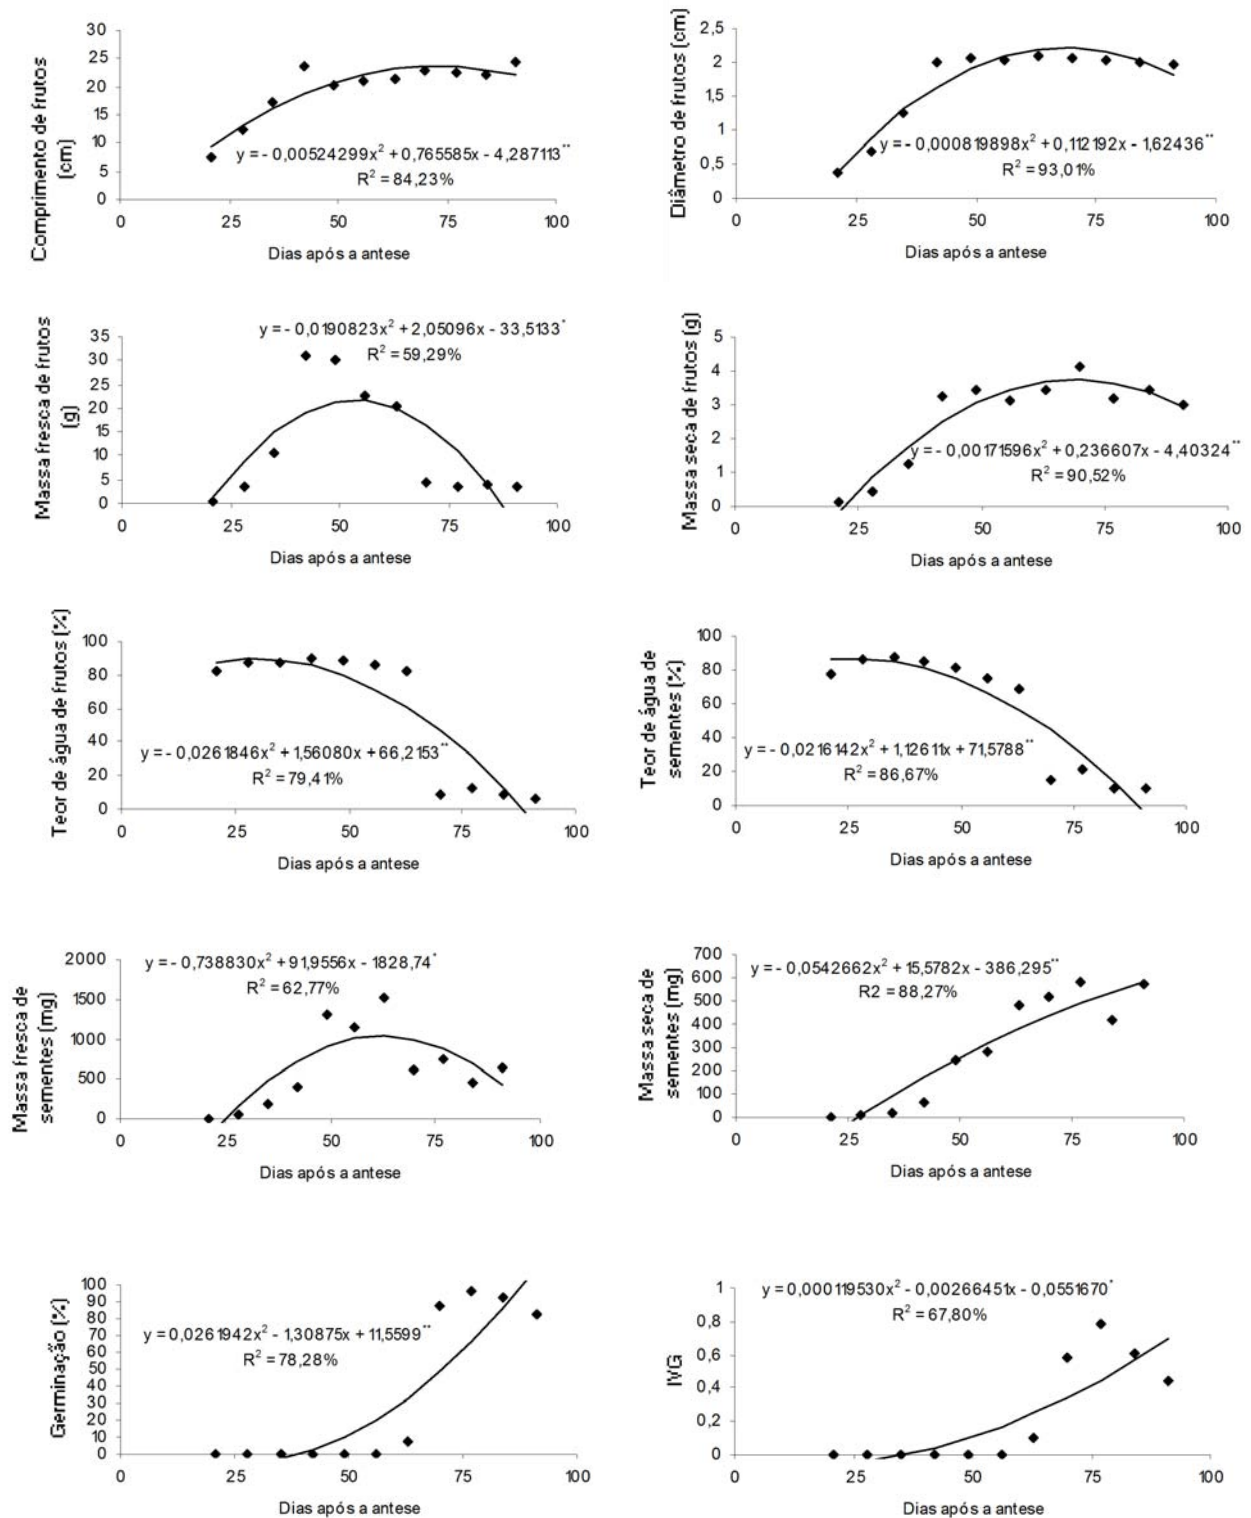 Comprimento de frutos
(cm)
30
25
20
15
10
5
0
y = - 0,00524299x² + 0,765585x - 4,287113**
R² = 84,23%
0 25 50 75 100
Dias após a antese
Diâmetro de frutos (cm)
2,5
2
1,5
1
0,5
0
y = - 0,000819898x² + 0,112192x - 1,62436**
R² = 93,01%
0 25 50 75 100
Dias após a antese
Massa fresca de frutos
(g)
35
30
25
20
15
10
5
0
y = - 0,0190823x² + 2,05096x - 33,5133*
R² = 59,29%
0 25 50 75 100
Dias após a antese
Massa seca de frutos (g)
5
4
3
2
1
0
y = - 0,00171596x² + 0,236607x - 4,40324**
R² = 90,52%
0 25 50 75 100
Dias após a antese
Teor de água de frutos (%)
100
80
60
40
20
0
y = - 0,0261846x² + 1,56080x + 66,2153**
R² = 79,41%
0 25 50 75 100
Dias após a antese
Teor de água de
sementes (%)
100
80
60
40
20
0
y = - 0,0216142x² + 1,12611x + 71,5788**
R² = 86,67%
0 25 50 75 100
Dias após a antese
Massa fresca de
sementes (mg)
2000
1500
1000
500
0
y = - 0,738830x² + 91,9556x - 1828,74*
R² = 62,77%
0 25 50 75 100
Dias após a antese
Massa seca de
sementes (mg)
700
600
500
400
300
200
100
0
y = - 0,0542662x² + 15,5782x - 386,295**
R2 = 88,27%
0 25 50 75 100
Dias após a antese
Germinação (%)
100
90
80
70
60
50
40
30
20
10
0
y = 0,0261942x² - 1,30875x + 11,5599**
R² = 78,28%
0 25 50 75 100
Dias após a antese
IVG
1
0,8
0,6
0,4
0,2
0
y = 0,000119530x² - 0,00266451x - 0,0551670*
R² = 67,80%
0 25 50 75 100
Dias após a antese